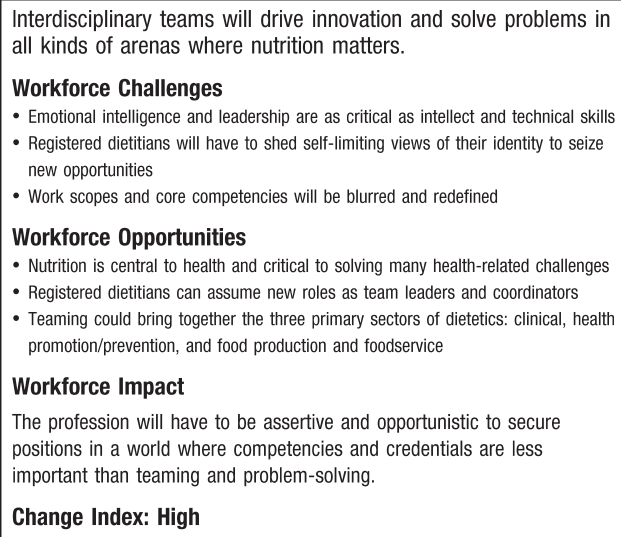 Interdisciplinary teams will drive innovation and solve problems in
all kinds of arenas where nutrition matters.
Workforce Challenges
• Emotional intelligence and leadership are as critical as intellect and technical skills
• Registered dietitians will have to shed self-limiting views of their identity to seize
new opportunities
• Work scopes and core competencies will be blurred and redefined
Workforce Opportunities
• Nutrition is central to health and critical to solving many health-related challenges
• Registered dietitians can assume new roles as team leaders and coordinators
• Teaming could bring together the three primary sectors of dietetics: clinical, health
promotion/prevention, and food production and foodservice
Workforce Impact
The profession will have to be assertive and opportunistic to secure
positions in a world where competencies and credentials are less
important than teaming and problem-solving.
Change Index: High